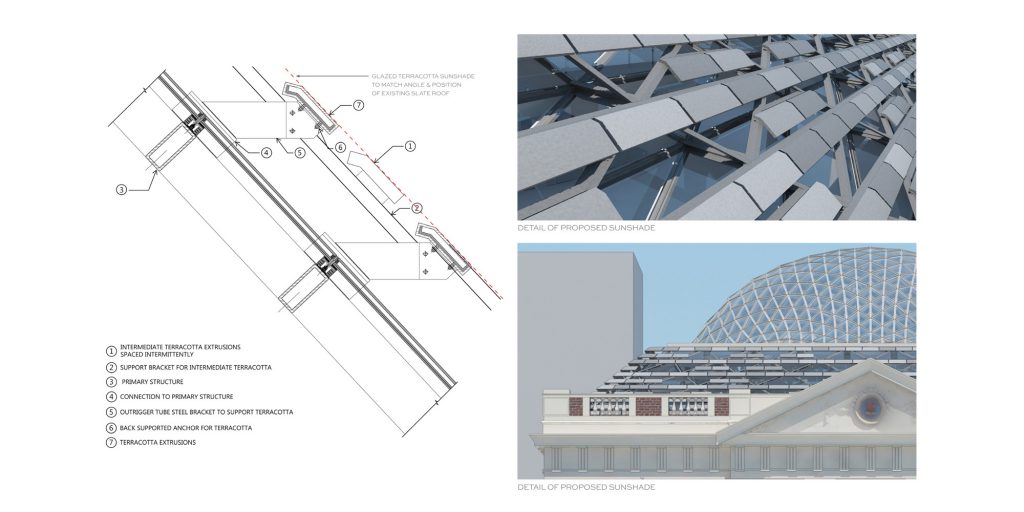 GLAZED TERRACOTTA SUNSHADE
TO MATCH ANGLE & POSITION
OF EXISTING SLATE ROOF
7
6
1
4
5
2
3
1 INTERMEDIATE TERRACOTTA EXTRUSIONS
SPACED INTERMITTENTLY
2 SUPPORT BRACKET FOR INTERMEDIATE TERRACOTTA
3 PRIMARY STRUCTURE
4 CONNECTION TO PRIMARY STRUCTURE
5 OUTRIGGER TUBE STEEL BRACKET TO SUPPORT TERRACOTTA
6 BACK SUPPORTED ANCHOR FOR TERRACOTTA
7 TERRACOTTA EXTRUSIONS
DETAIL OF PROPOSED SUNSHADE
DETAIL OF PROPOSED SUNSHADE